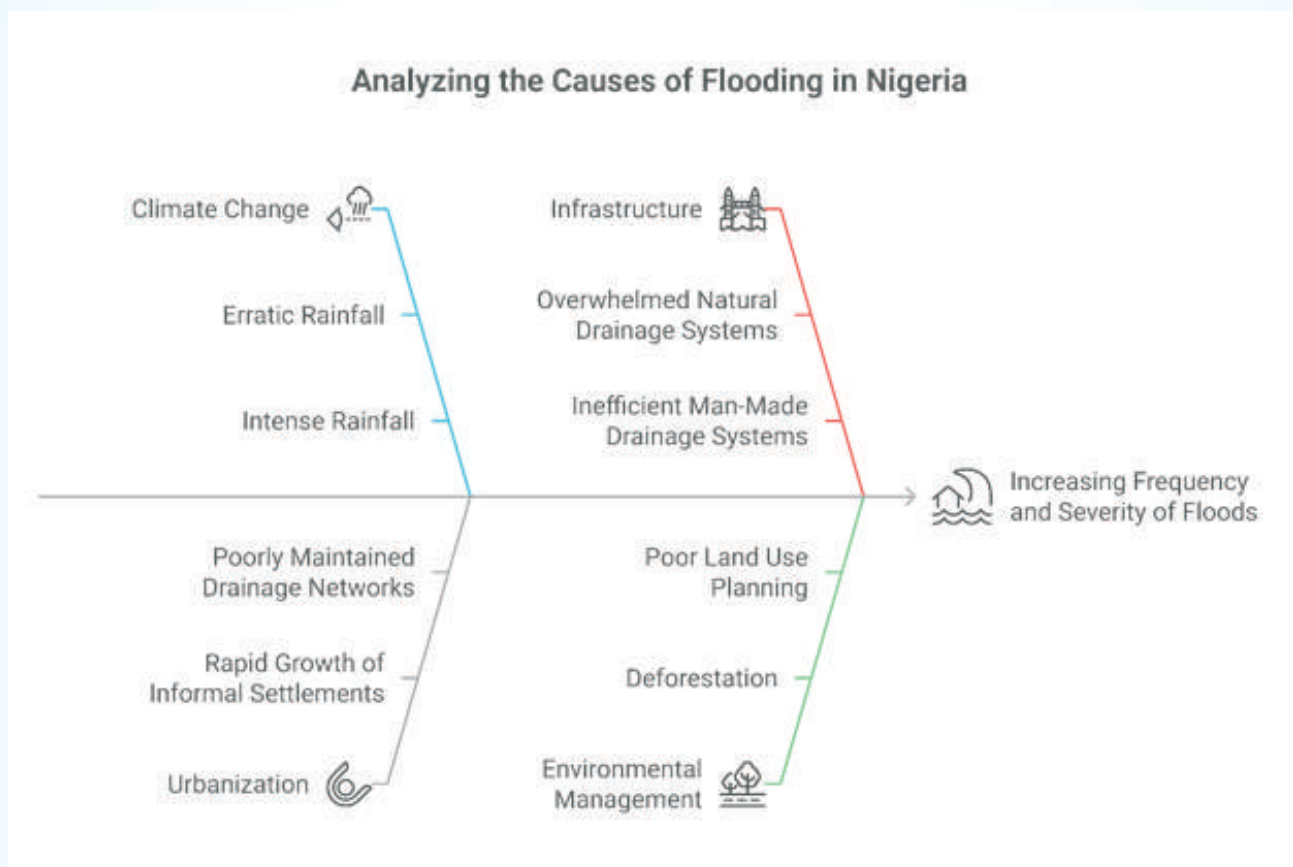 Analyzing the Causes of Flooding in Nigeria
Climate Change
Erratic Rainfall
Intense Rainfall
Infrastructure
Overwhelmed Natural
Drainage Systems
Inefficient Man-Made
Drainage Systems
Increasing Frequency
and Severity of Floods
Poorly Maintained
Drainage Networks
Rapid Growth of
Informal Settlements
Urbanization
Poor Land Use
Planning
Deforestation
Environmental
Management